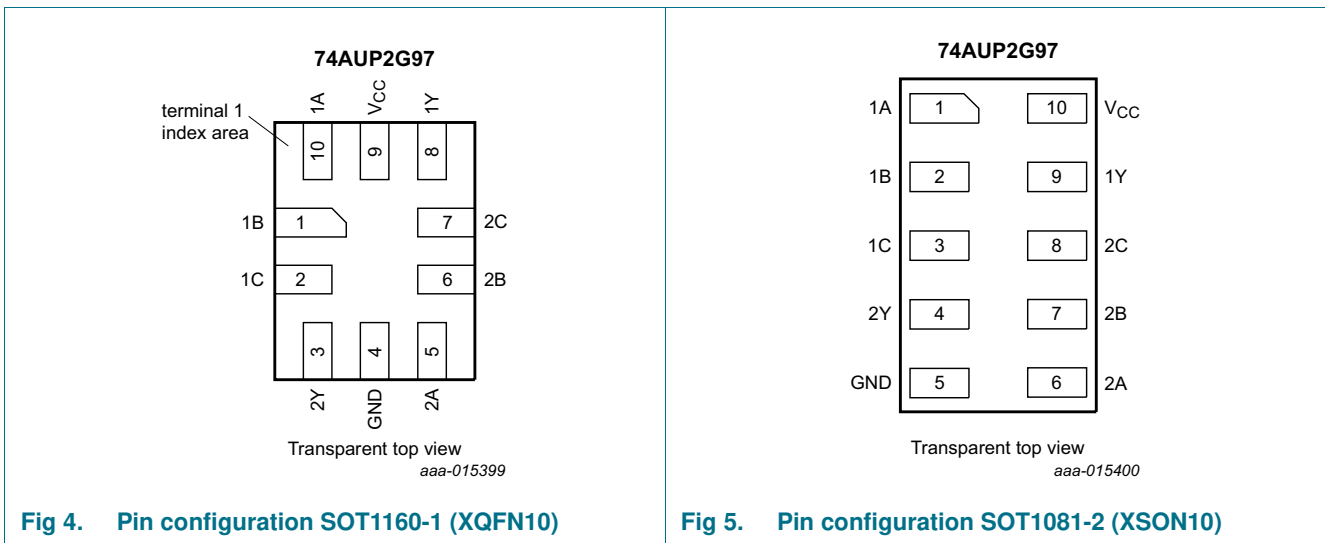 74AUP2G97
terminal 1
index area
1A
VCC
1Y
10
9
8
1B
1
7
2C
1C
2
6
2B
3
4
5
2Y
GND
2A
Transparent top view
aaa-015399
Fig 4. Pin configuration SOT1160-1 (XQFN10)
74AUP2G97
1A
1
10
VCC
1B
2
9
1Y
1C
3
8
2C
2Y
4
7
2B
GND
5
6
2A
Transparent top view
aaa-015400
Fig 5. Pin configuration SOT1081-2 (XSON10)